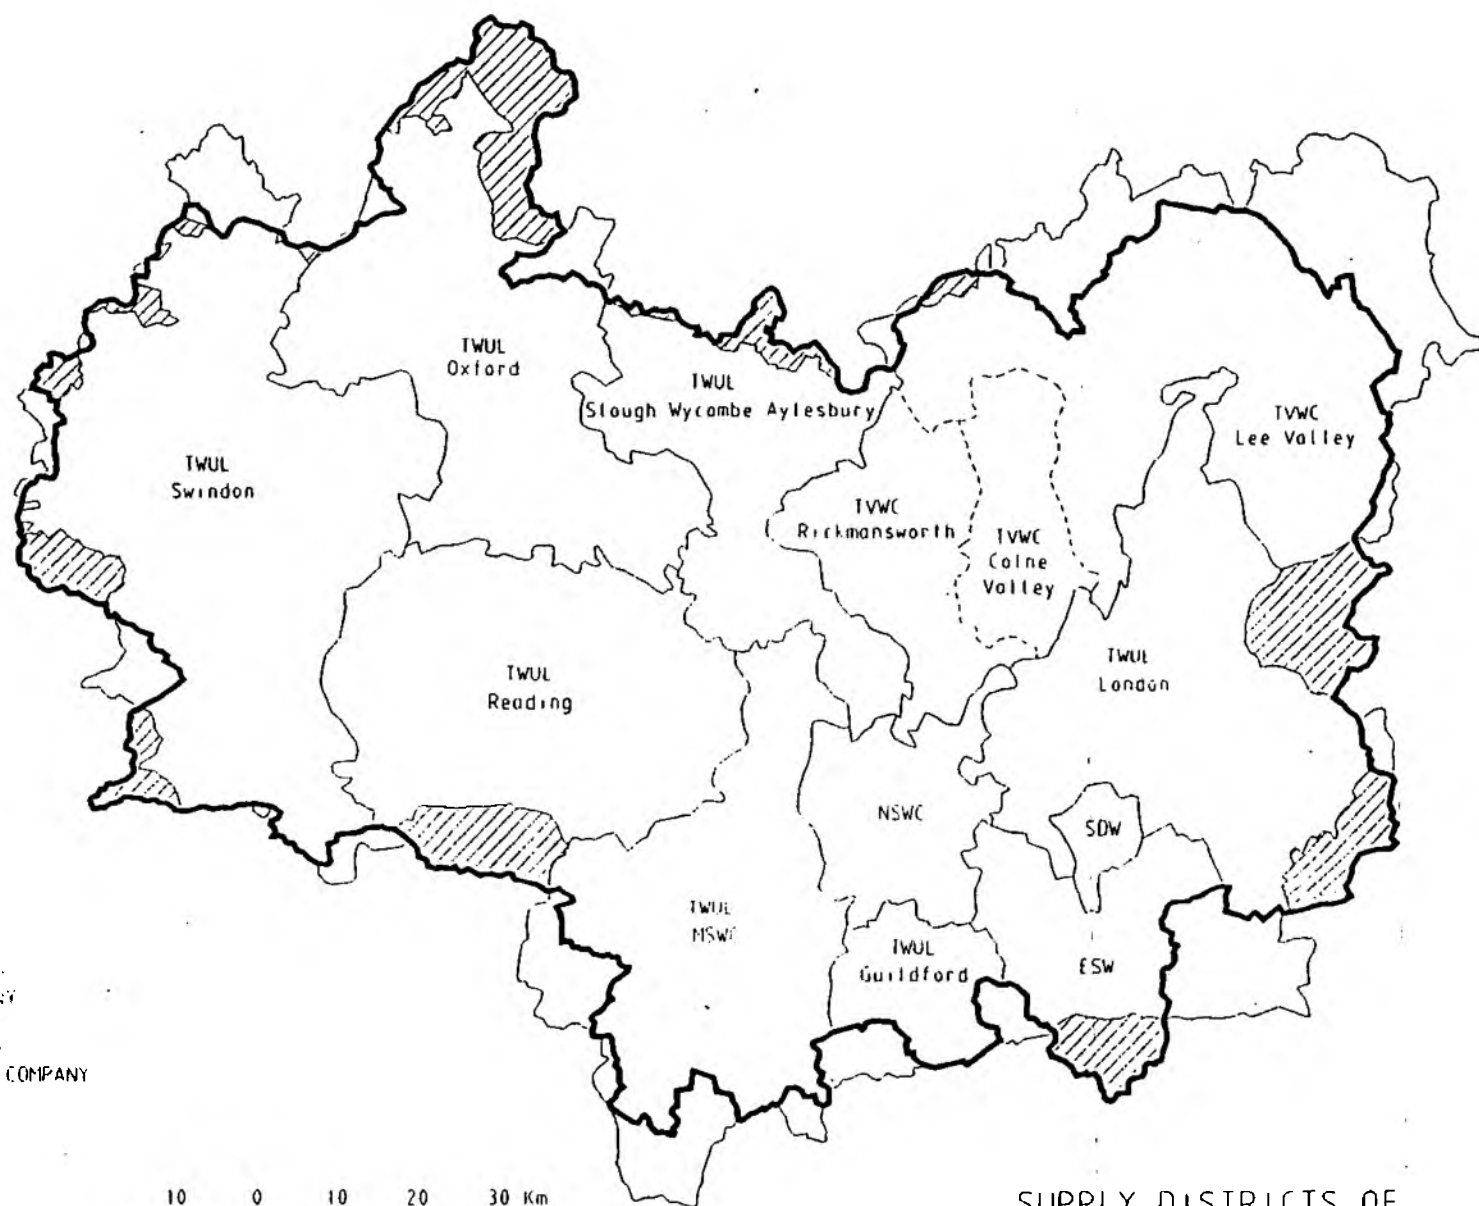 TWUL
Oxford
TWUL
Slough Wycombe Aylesbury
TVWC
Lee Valley
TWUL
Swindon
TVWC
Rickmansworth
TVWC
Colne
Valley
TWUL
London
TWUL
Reading
NSWC
SDW
TWUL
MSWC
TWUL
Guildford
ESW
COMPANY
10 0 10 20 30 Km
SUPPLY DISTRICTS OF